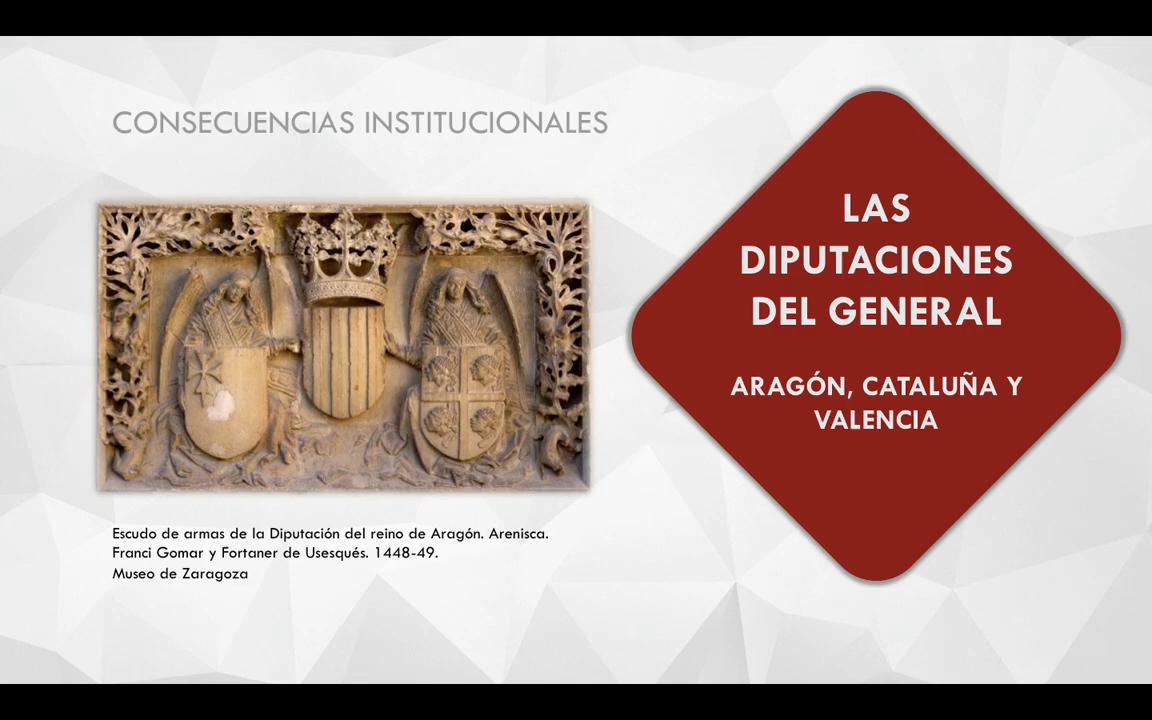 CONSECUENCIAS INSTITUCIONALES
LAS
DIPUTACIONES
DEL GENERAL
ARAGÓN, CATALUÑA Y
VALENCIA
Escudo de armas de la Diputación del reino de Aragón. Arenisca.
Franci Gomar y Fortaner de Usesqués. 1448-49.
Museo de Zaragoza